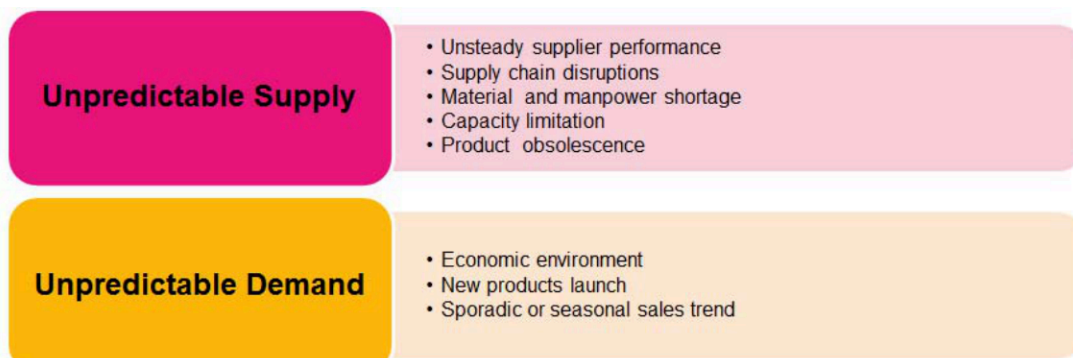 Unpredictable Supply
• Unsteady supplier performance
• Supply chain disruptions
• Material and manpower shortage
• Capacity limitation
• Product obsolescence
Unpredictable Demand
• Economic environment
• New products launch
• Sporadic or seasonal sales trend